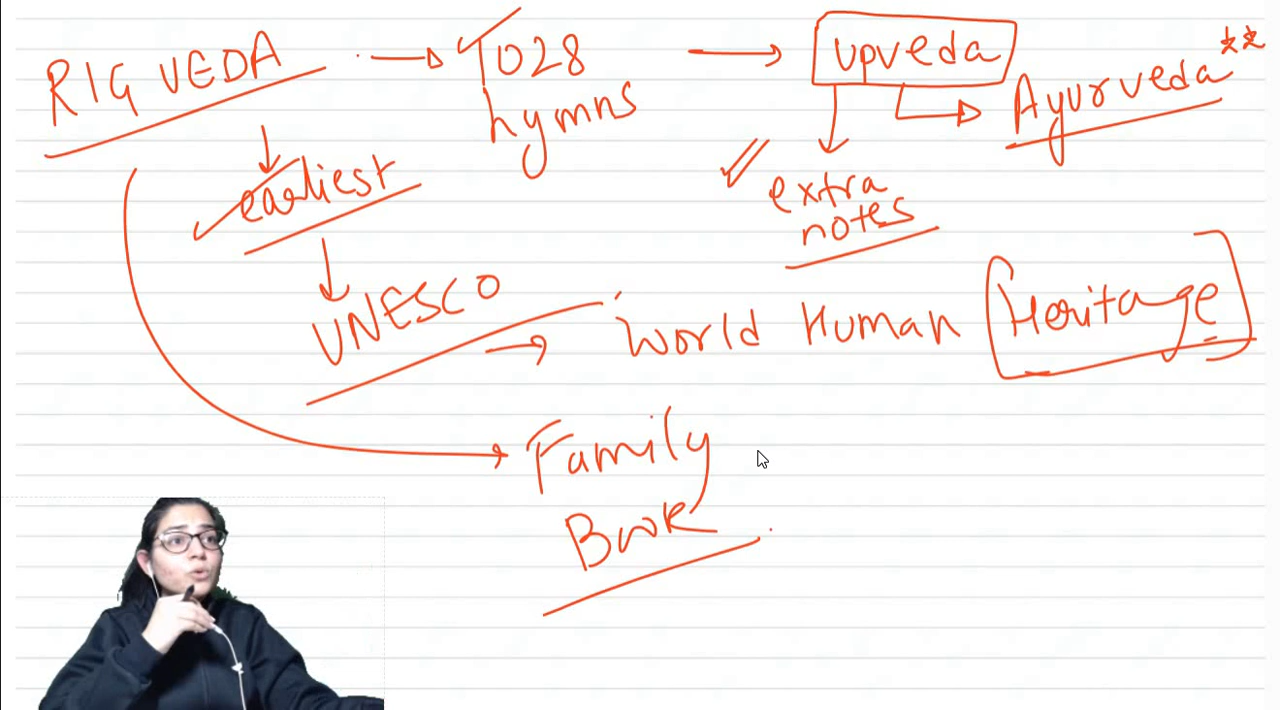 RIG VEDA → 1028 → upveda
hymns
Ayurveda**
earliest
extra
notes
UNESCO → World Human [Heritage]
Family
Book